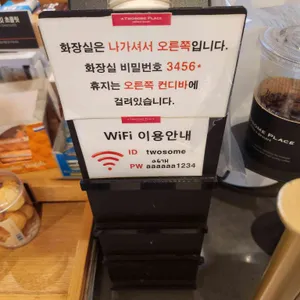 A TWOSOME PLACE
화장실은 나가셔서 오른쪽입니다.
화장실 비밀번호 3456*
휴지는 오른쪽 컨디바에
걸려있습니다.
WiFi 이용안내
ID twosome
PW aaaaaa1234